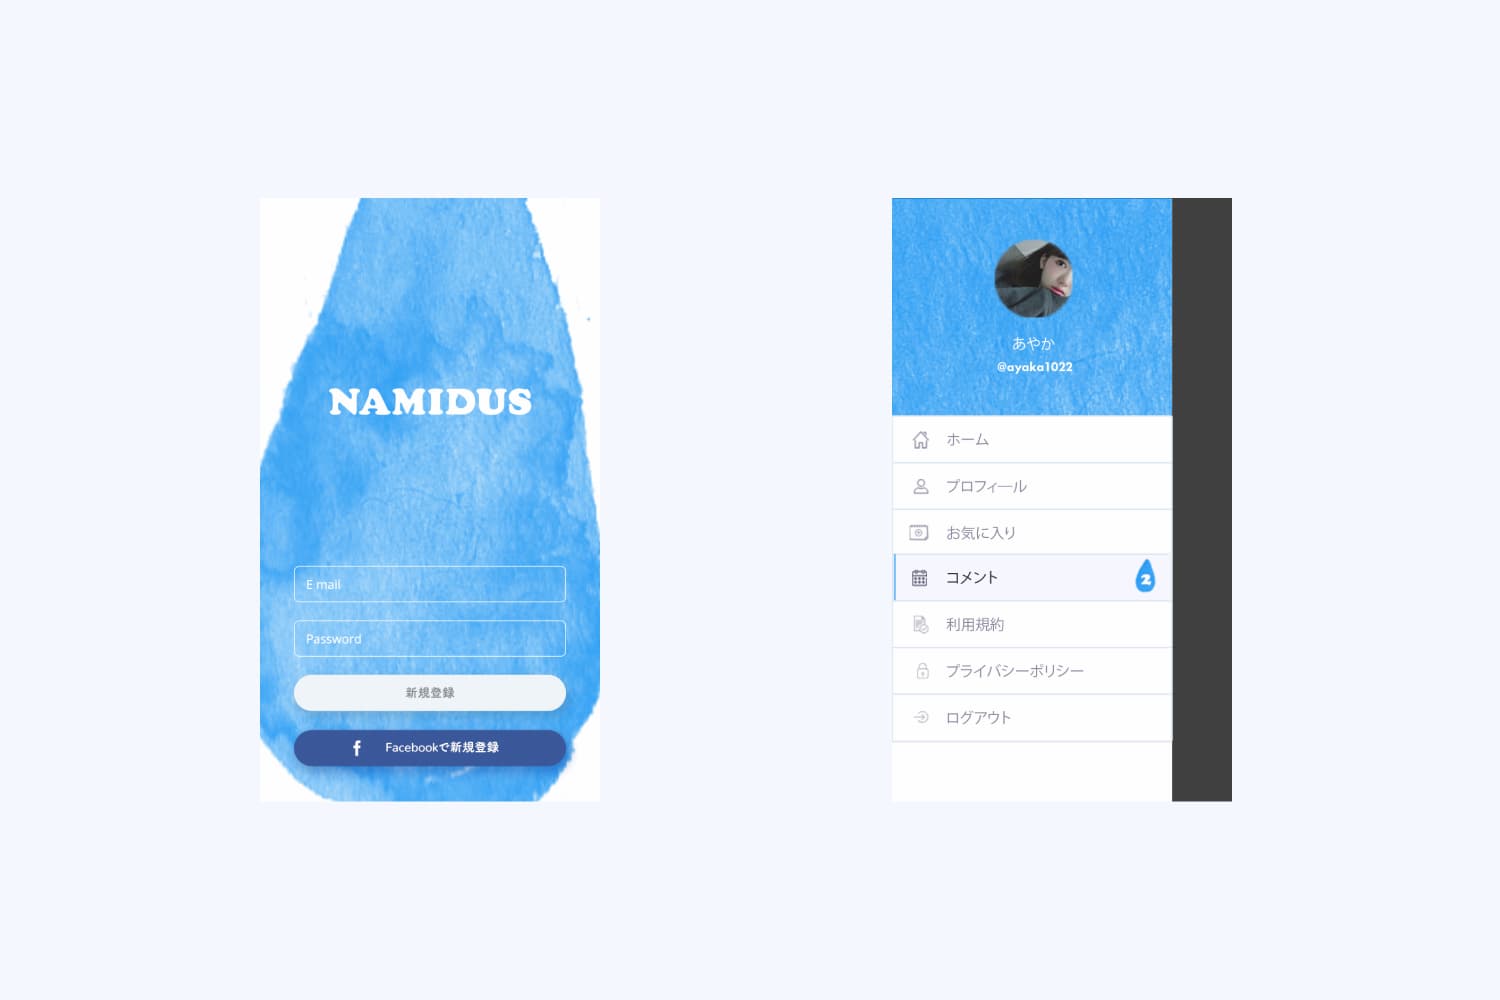 NAMIDUS
E mail
Password
新規登録
Facebookで新規登録
あやか
@ayaka1022
ホーム
プロフィール
お気に入り
コメント
2
利用規約
プライバシーポリシー
ログアウト